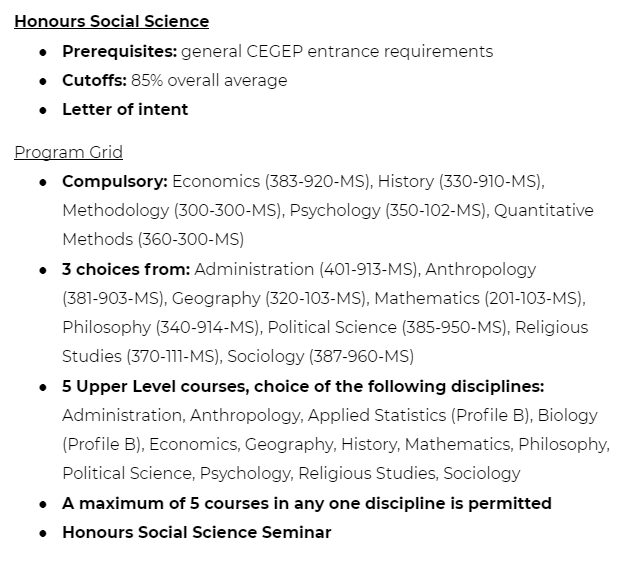 Honours Social Science
● Prerequisites: general CEGEP entrance requirements
● Cutoffs: 85% overall average
● Letter of intent
Program Grid
● Compulsory: Economics (383-920-MS), History (330-910-MS),
Methodology (300-300-MS), Psychology (350-102-MS), Quantitative
Methods (360-300-MS)
● 3 choices from: Administration (401-913-MS), Anthropology
(381-903-MS), Geography (320-103-MS), Mathematics (201-103-MS),
Philosophy (340-914-MS), Political Science (385-950-MS), Religious
Studies (370-111-MS), Sociology (387-960-MS)
● 5 Upper Level courses, choice of the following disciplines:
Administration, Anthropology, Applied Statistics (Profile B), Biology
(Profile B), Economics, Geography, History, Mathematics, Philosophy,
Political Science, Psychology, Religious Studies, Sociology
● A maximum of 5 courses in any one discipline is permitted
● Honours Social Science Seminar